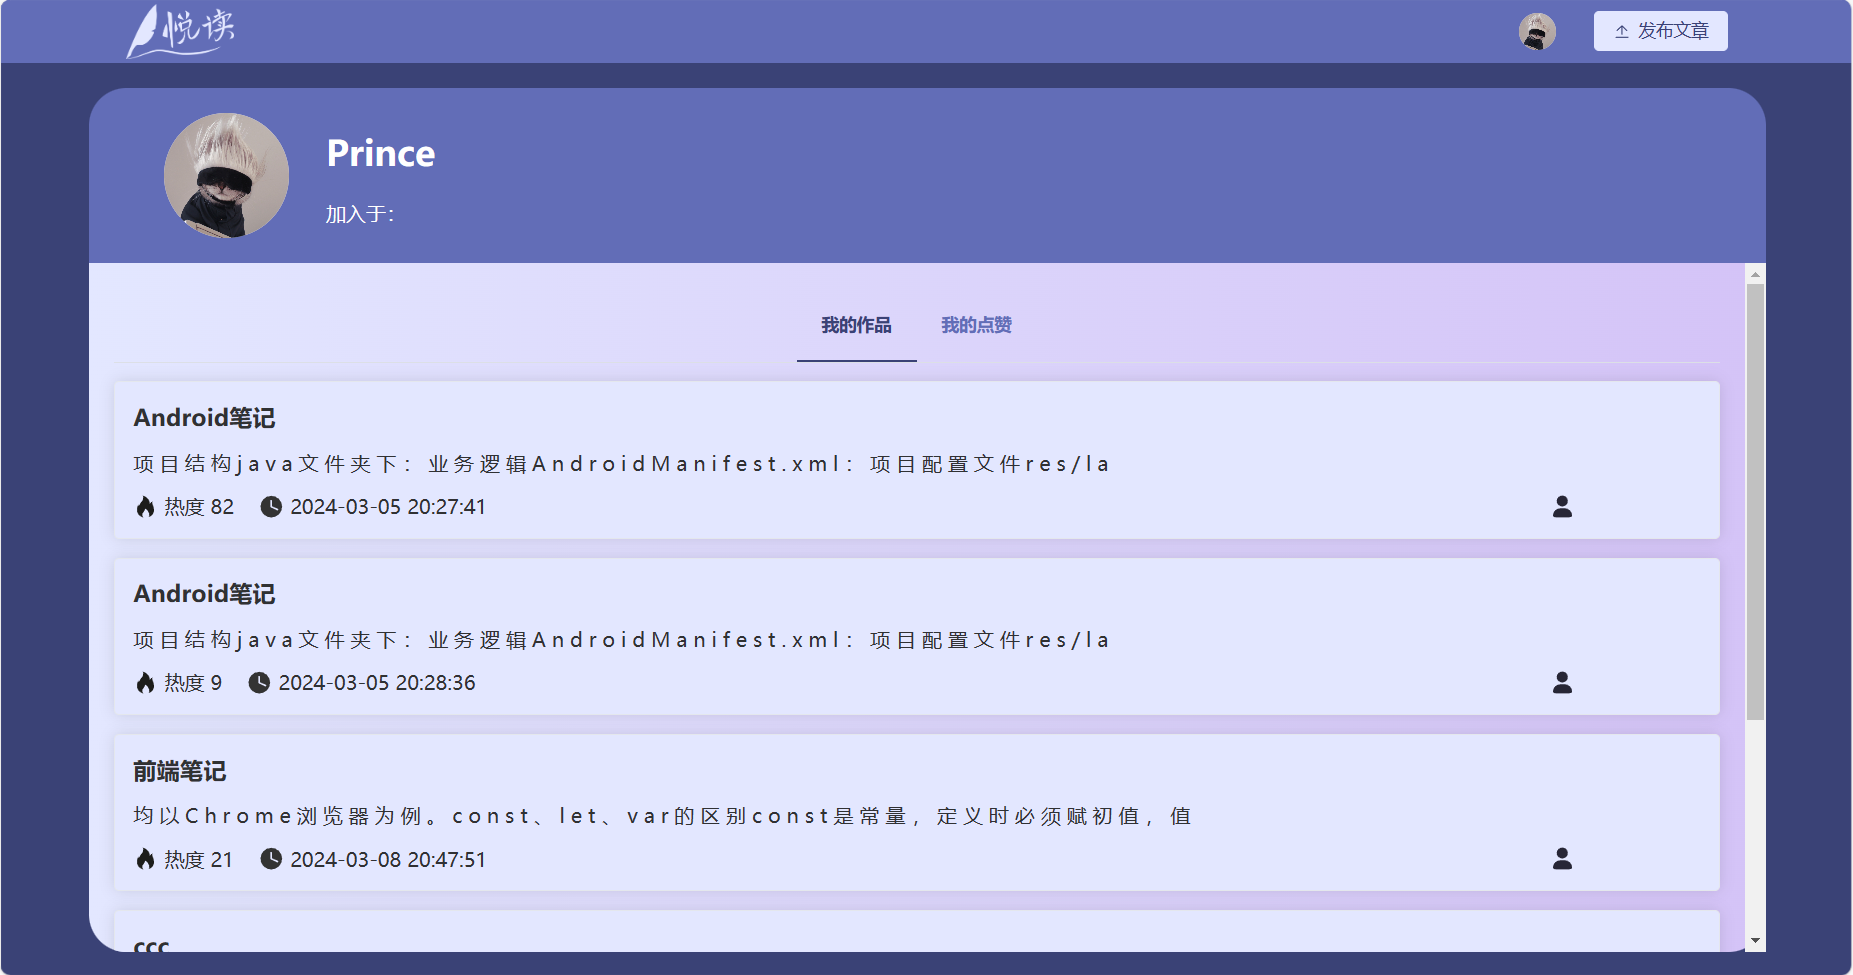 悦读
发布文章
Prince
加入于：
我的作品 我的点赞
Android笔记
项目结构java文件夹下：业务逻辑AndroidManifest.xml：项目配置文件res/la
热度 82 2024-03-05 20:27:41
Android笔记
项目结构java文件夹下：业务逻辑AndroidManifest.xml：项目配置文件res/la
热度 9 2024-03-05 20:28:36
前端笔记
均以Chrome浏览器为例。const、let、var的区别const是常量，定义时必须赋初值，值
热度 21 2024-03-08 20:47:51
ccc